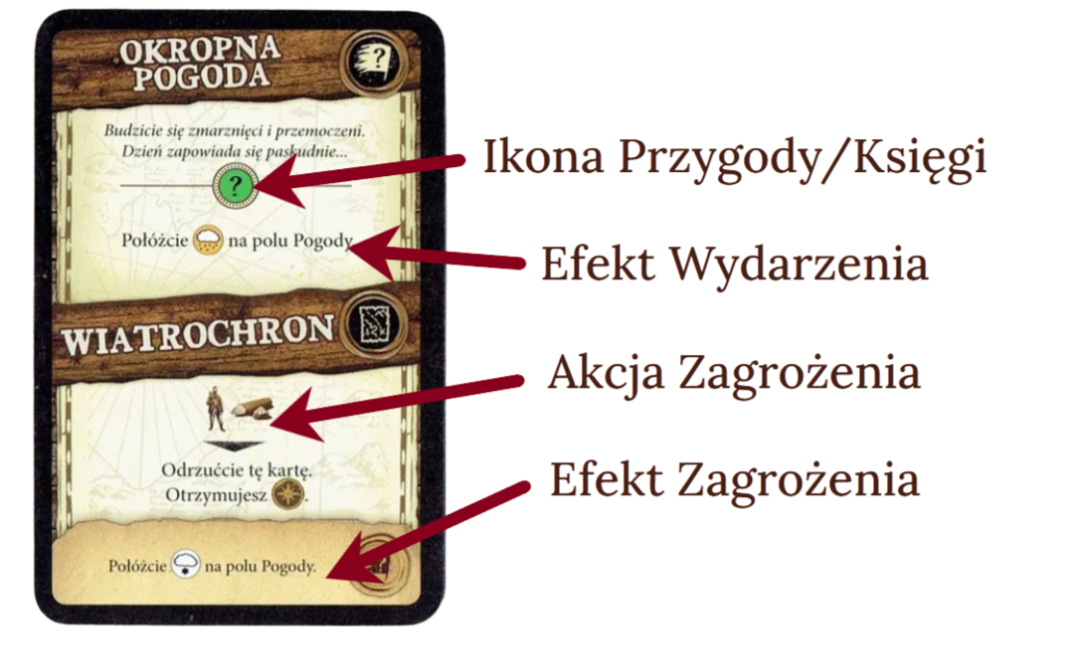 OKROPNA
POGODA
?
Budzicie się zmarznięci i przemoczeni.
Dzień zapowiada się paskudnie...
?
Połóżcie na polu Pogody
WIATROCHRON
Odrzućcie tę kartę.
Otrzymujesz .
Połóżcie na polu Pogody.
Ikona Przygody/Księgi
Efekt Wydarzenia
Akcja Zagrożenia
Efekt Zagrożenia